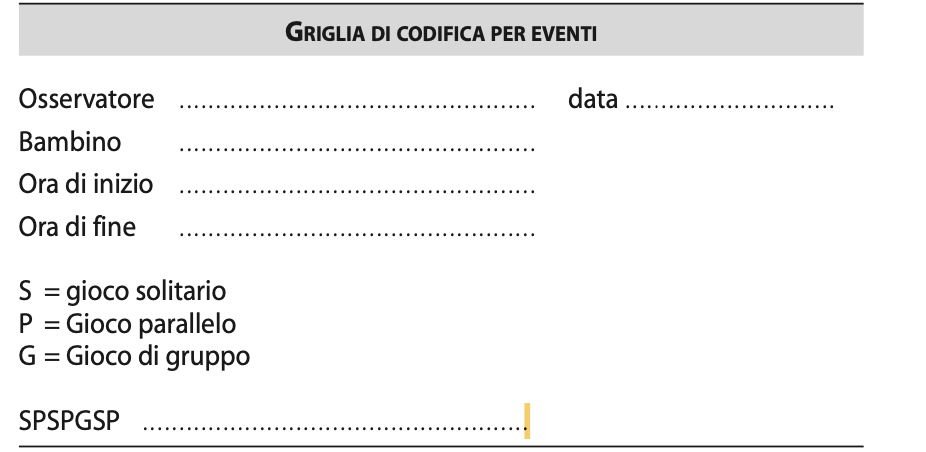 GRIGLIA DI CODIFICA PER EVENTI
Osservatore ................................................. data .............................
Bambino .................................................
Ora di inizio .................................................
Ora di fine .................................................
S = gioco solitario
P = Gioco parallelo
G = Gioco di gruppo
SPSPGSP .....................................................